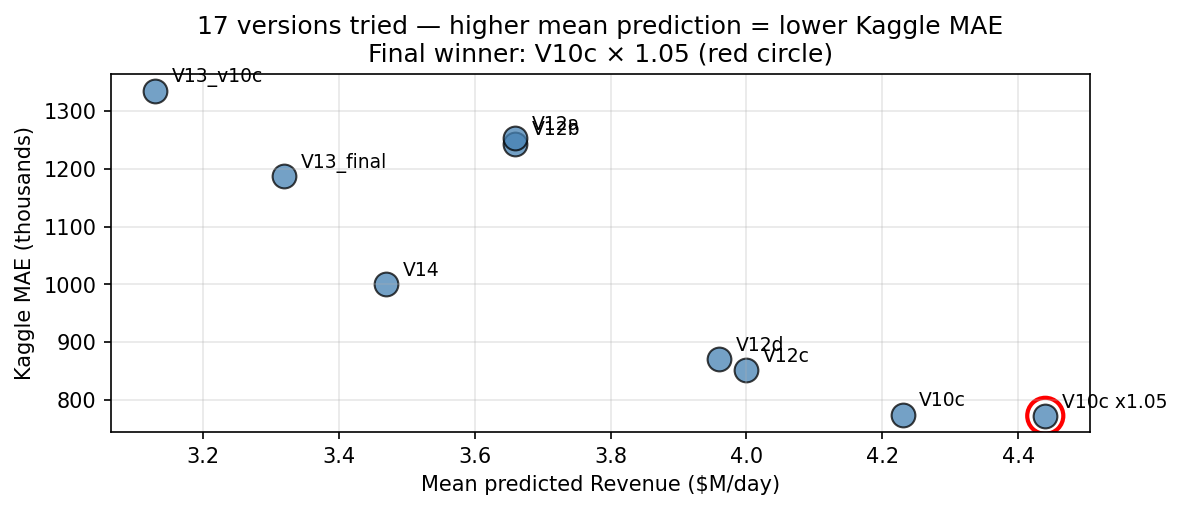 17 versions tried — higher mean prediction = lower Kaggle MAE
Final winner: V10c × 1.05 (red circle)
Kaggle MAE (thousands)
1300
1200
1100
1000
900
800
V13_v10c
V12a
V12b
V13_final
V14
V12d
V12c
V10c
V10c x1.05
3.2
3.4
3.6
3.8
4.0
4.2
4.4
Mean predicted Revenue ($M/day)